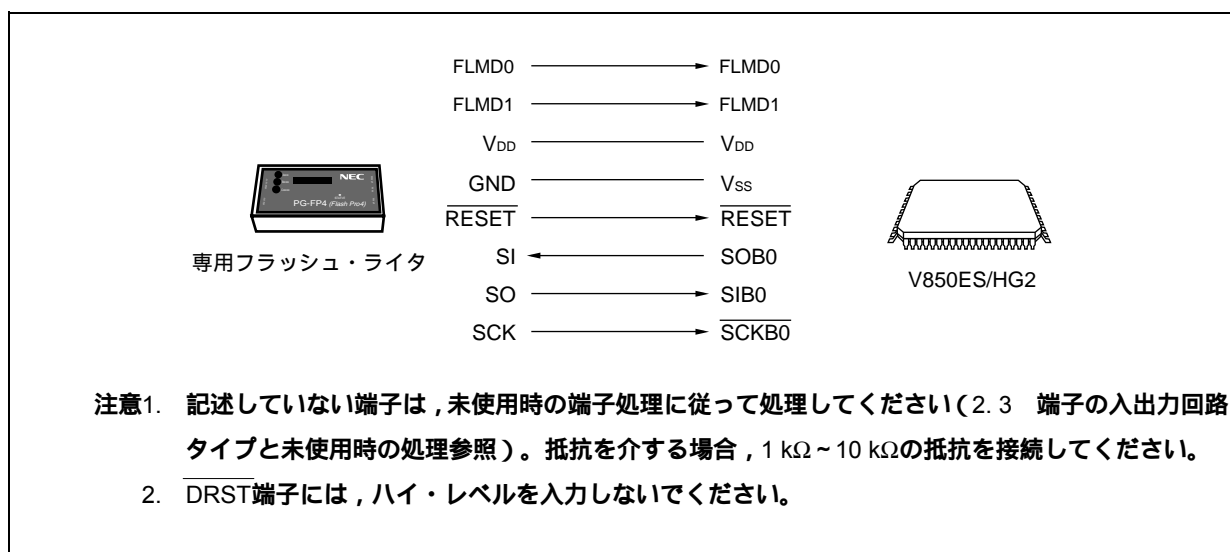 FLMD0 FLMD0
FLMD1 FLMD1
VDD VDD
GND VSS
NEC
PG-FP4 (Flash Pro4)
RESET RESET
専用フラッシュ・ライタ
SI SOB0
V850ES/HG2
SO SIB0
SCK SCKB0
注意1. 記述していない端子は,未使用時の端子処理に従って処理してください(2. 3 端子の入出力回路
タイプと未使用時の処理参照)。抵抗を介する場合,1 kΩ~10 kΩの抵抗を接続してください。
2. DRST端子には,ハイ・レベルを入力しないでください。